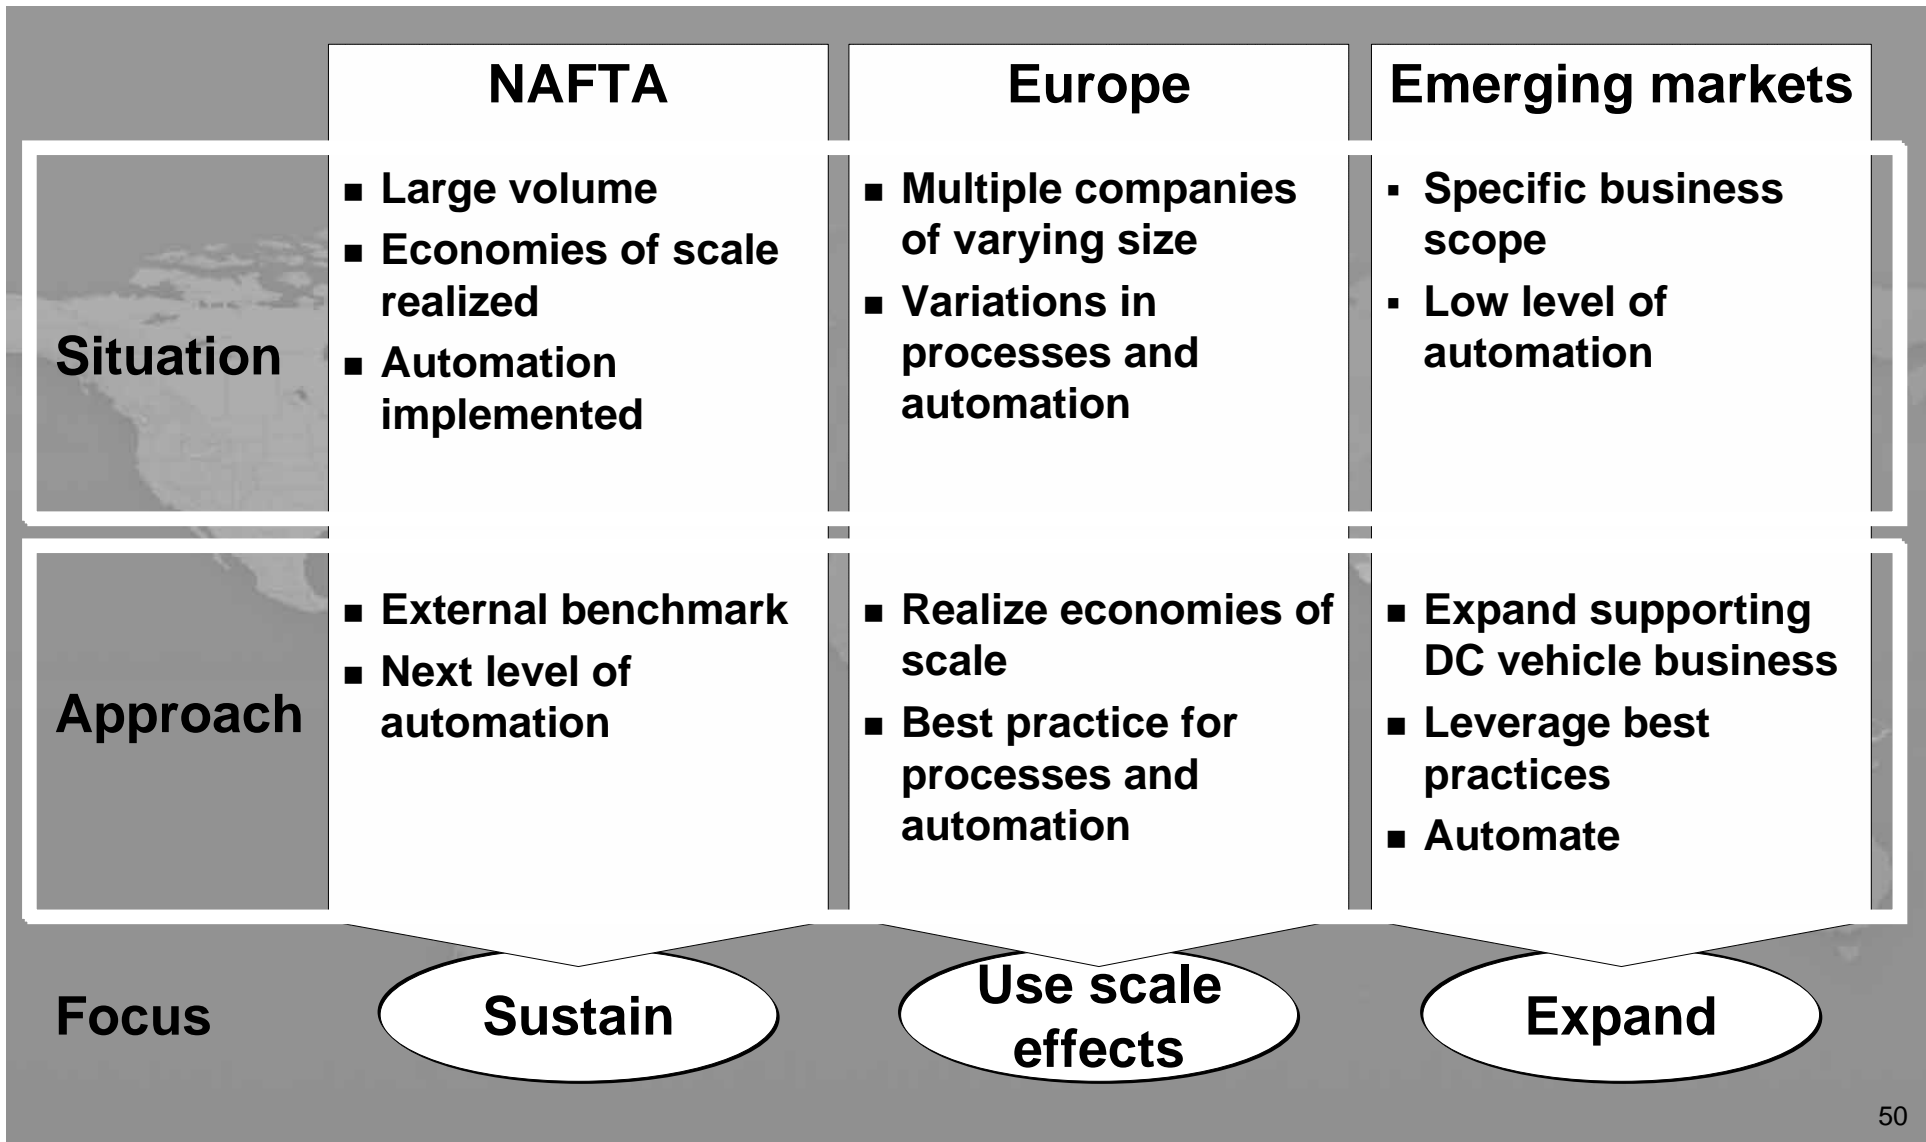 NAFTA
Europe
Emerging markets
Situation
▪ Large volume
▪ Economies of scale
realized
▪ Automation
implemented
▪ Multiple companies
of varying size
▪ Variations in
processes and
automation
▪ Specific business
scope
▪ Low level of
automation
Approach
▪ External benchmark
▪ Next level of
automation
▪ Realize economies of
scale
▪ Best practice for
processes and
automation
▪ Expand supporting
DC vehicle business
▪ Leverage best
practices
▪ Automate
Focus
Sustain
Use scale
effects
Expand
50